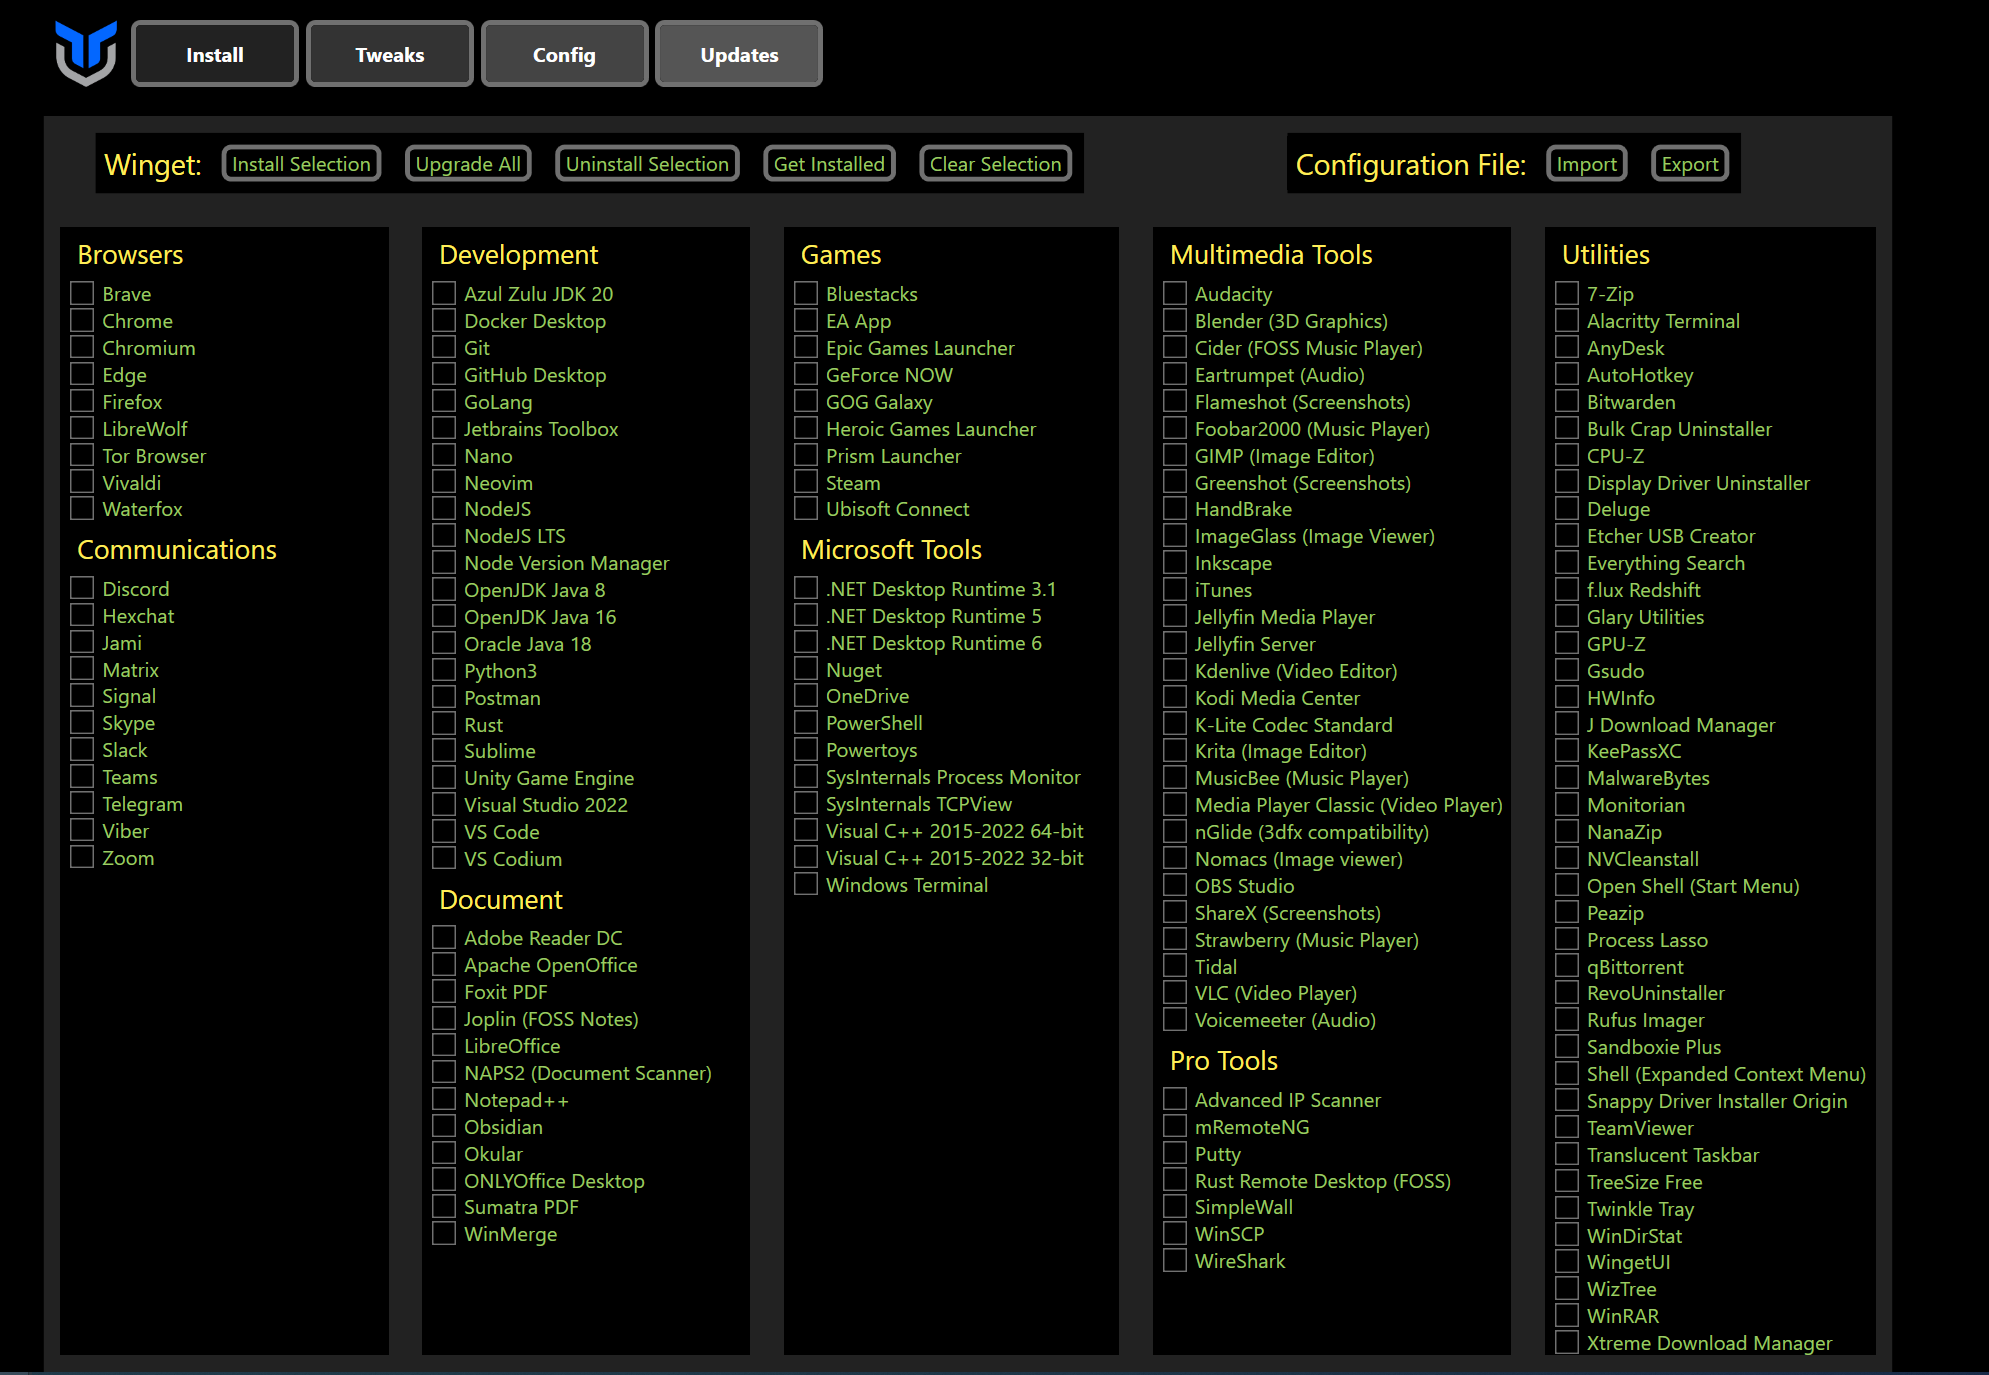 Install
Tweaks
Config
Updates
Winget:
Install Selection
Upgrade All
Uninstall Selection
Get Installed
Clear Selection
Configuration File:
Import
Export
Browsers
Brave
Chrome
Chromium
Edge
Firefox
LibreWolf
Tor Browser
Vivaldi
Waterfox
Communications
Discord
Hexchat
Jami
Matrix
Signal
Skype
Slack
Teams
Telegram
Viber
Zoom
Development
Azul Zulu JDK 20
Docker Desktop
Git
GitHub Desktop
GoLang
Jetbrains Toolbox
Nano
Neovim
NodeJS
NodeJS LTS
Node Version Manager
OpenJDK Java 8
OpenJDK Java 16
Oracle Java 18
Python3
Postman
Rust
Sublime
Unity Game Engine
Visual Studio 2022
VS Code
VS Codium
Document
Adobe Reader DC
Apache OpenOffice
Foxit PDF
Joplin (FOSS Notes)
LibreOffice
NAPS2 (Document Scanner)
Notepad++
Obsidian
Okular
ONLYOffice Desktop
Sumatra PDF
WinMerge
Games
Bluestacks
EA App
Epic Games Launcher
GeForce NOW
GOG Galaxy
Heroic Games Launcher
Prism Launcher
Steam
Ubisoft Connect
Microsoft Tools
.NET Desktop Runtime 3.1
.NET Desktop Runtime 5
.NET Desktop Runtime 6
Nuget
OneDrive
PowerShell
Powertoys
SysInternals Process Monitor
SysInternals TCPView
Visual C++ 2015-2022 64-bit
Visual C++ 2015-2022 32-bit
Windows Terminal
Multimedia Tools
Audacity
Blender (3D Graphics)
Cider (FOSS Music Player)
Eartrumpet (Audio)
Flameshot (Screenshots)
Foobar2000 (Music Player)
GIMP (Image Editor)
Greenshot (Screenshots)
HandBrake
ImageGlass (Image Viewer)
Inkscape
iTunes
Jellyfin Media Player
Jellyfin Server
Kdenlive (Video Editor)
Kodi Media Center
K-Lite Codec Standard
Krita (Image Editor)
MusicBee (Music Player)
Media Player Classic (Video Player)
nGlide (3dfx compatibility)
Nomacs (Image viewer)
OBS Studio
ShareX (Screenshots)
Strawberry (Music Player)
Tidal
VLC (Video Player)
Voicemeeter (Audio)
Pro Tools
Advanced IP Scanner
mRemoteNG
Putty
Rust Remote Desktop (FOSS)
SimpleWall
WinSCP
WireShark
Utilities
7-Zip
Alacritty Terminal
AnyDesk
AutoHotkey
Bitwarden
Bulk Crap Uninstaller
CPU-Z
Display Driver Uninstaller
Deluge
Etcher USB Creator
Everything Search
f.lux Redshift
Glary Utilities
GPU-Z
Gsudo
HWInfo
J Download Manager
KeePassXC
MalwareBytes
Monitorian
NanaZip
NVCleanstall
Open Shell (Start Menu)
Peazip
Process Lasso
qBittorrent
RevoUninstaller
Rufus Imager
Sandboxie Plus
Shell (Expanded Context Menu)
Snappy Driver Installer Origin
TeamViewer
Translucent Taskbar
TreeSize Free
Twinkle Tray
WinDirStat
WingetUI
WizTree
WinRAR
Xtreme Download Manager